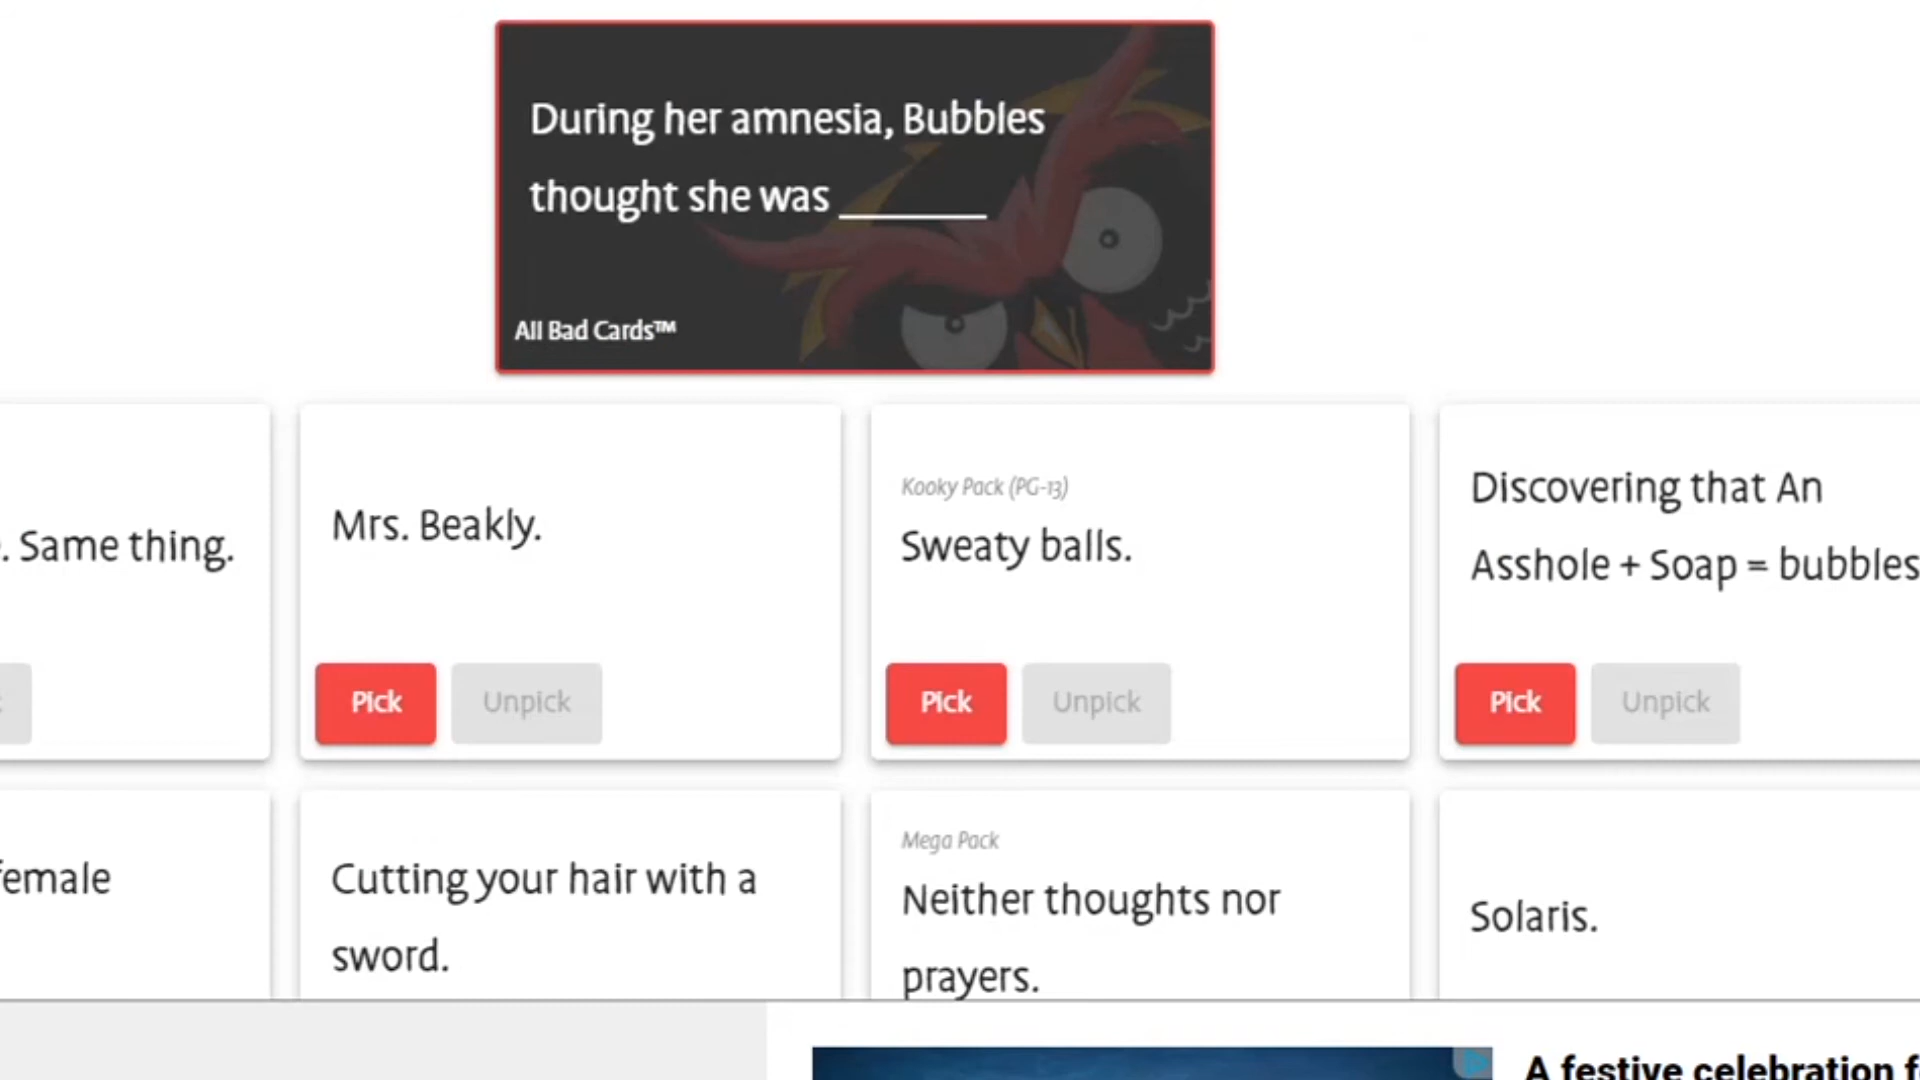 During her amnesia, Bubbles
thought she was ________
All Bad Cards™
. Same thing.
Mrs. Beakly.
Pick
Unpick
Kooky Pack (PG-13)
Sweaty balls.
Pick
Unpick
Discovering that An
Asshole + Soap = bubbles
Pick
Unpick
female
Cutting your hair with a
sword.
Mega Pack
Neither thoughts nor
prayers.
Solaris.
A festive celebration f